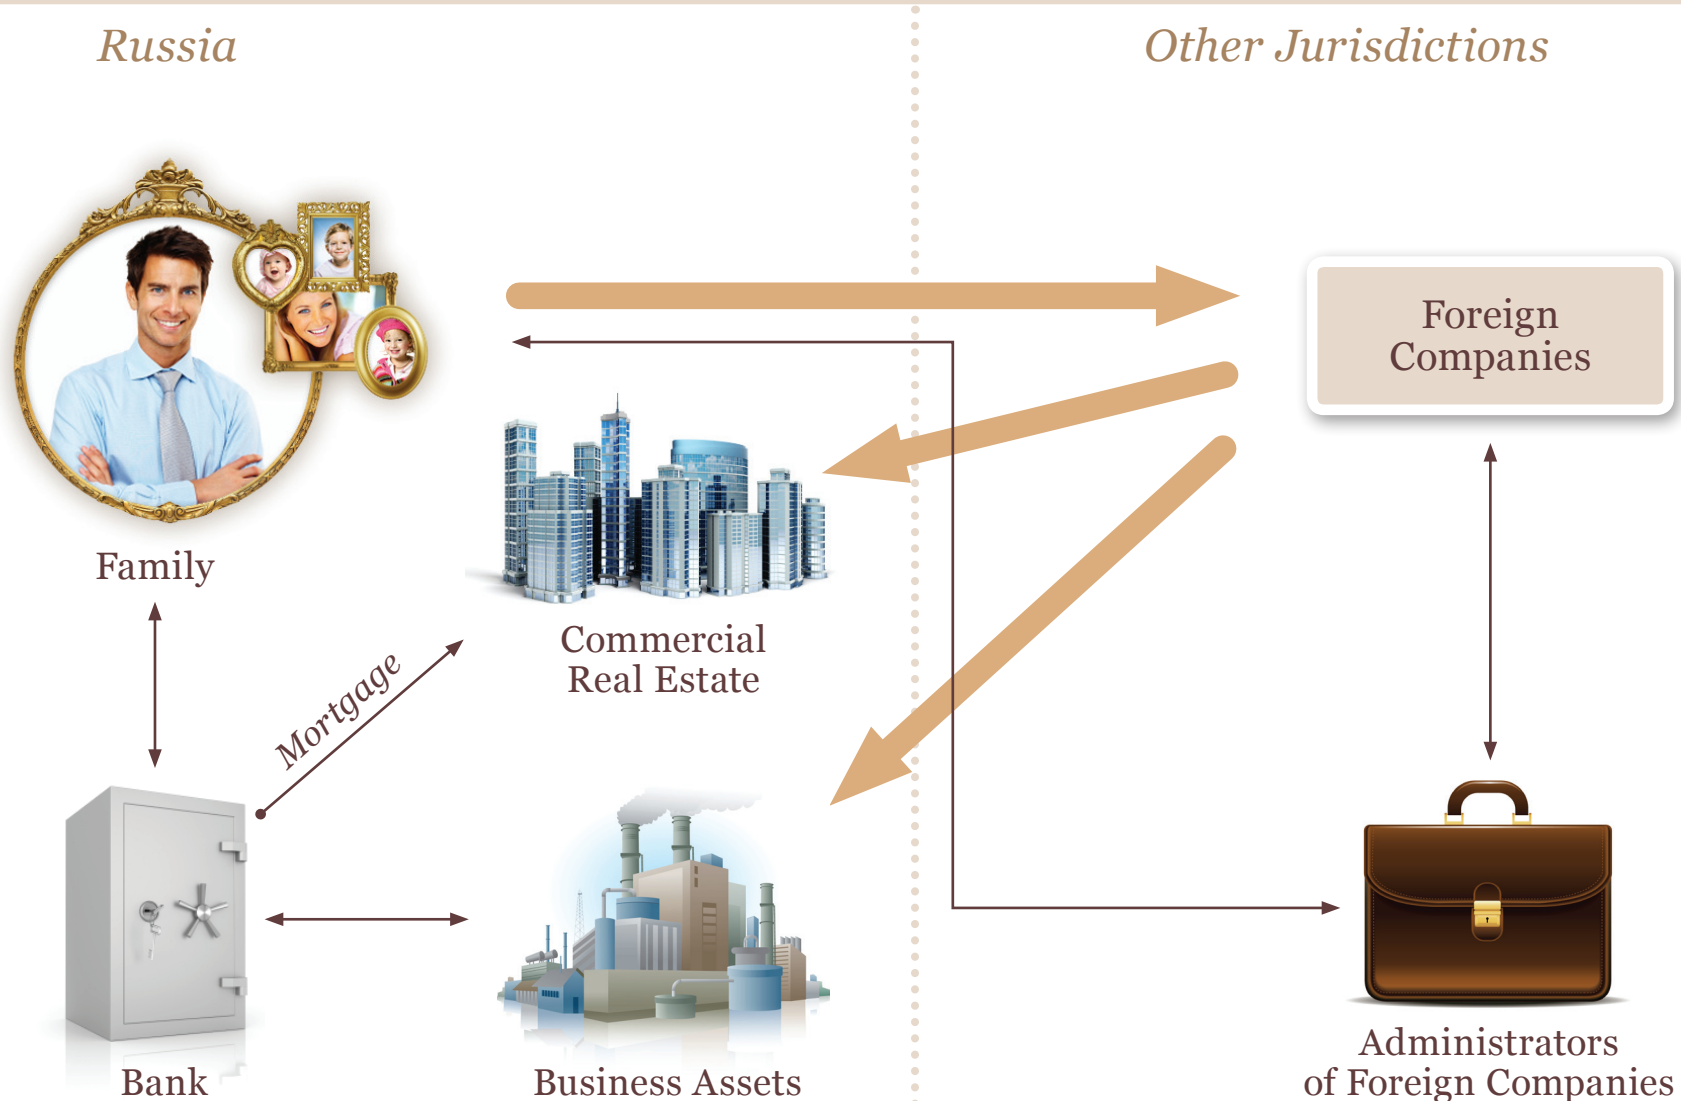 Russia
Other Jurisdictions
Foreign
Companies
Family
Commercial
Real Estate
Mortgage
Bank
Business Assets
Administrators
of Foreign Companies